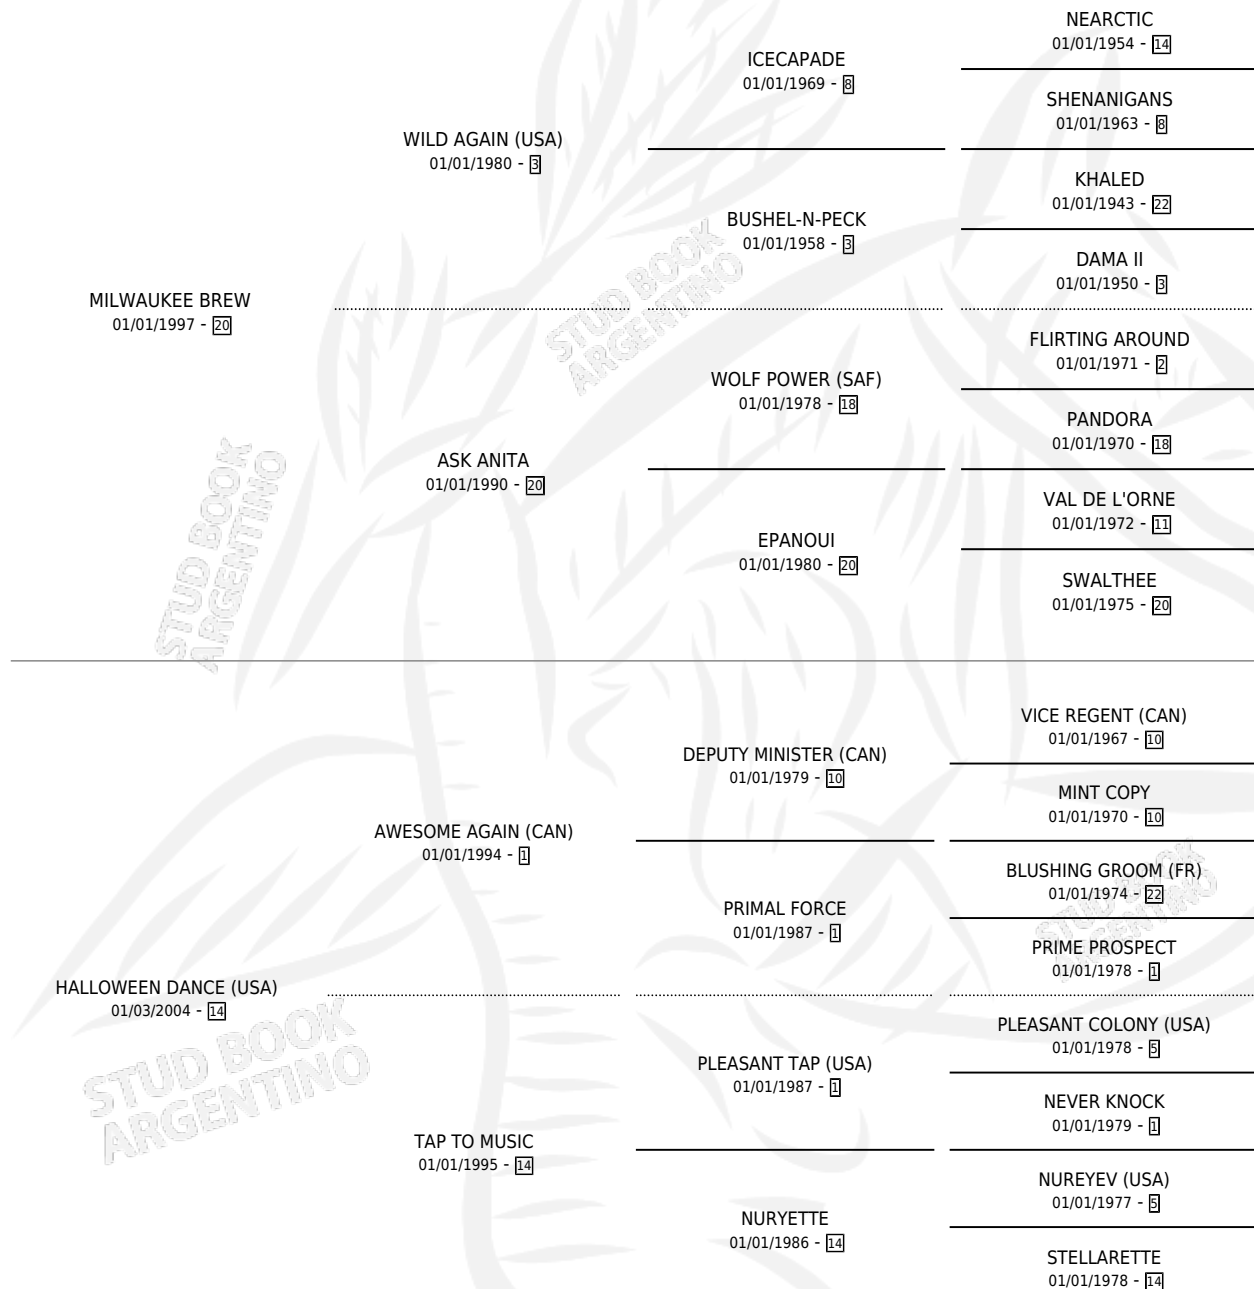 NEARCTIC
01/01/1954 - 14
ICECAPADE
01/01/1969 - 8
SHENANIGANS
01/01/1963 - 8
WILD AGAIN (USA)
01/01/1980 - 3
KHALED
01/01/1943 - 22
BUSHEL-N-PECK
01/01/1958 - 3
DAMA II
01/01/1950 - 3
MILWAUKEE BREW
01/01/1997 - 20
STUD BOOK
ARGENTINO
FLIRTING AROUND
01/01/1971 - 2
WOLF POWER (SAF)
01/01/1978 - 18
PANDORA
01/01/1970 - 18
ASK ANITA
01/01/1990 - 20
VAL DE L'ORNE
01/01/1972 - 11
EPANOUI
01/01/1980 - 20
SWALTHEE
01/01/1975 - 20
STUD BOOK
ARGENTINO
VICE REGENT (CAN)
01/01/1967 - 10
DEPUTY MINISTER (CAN)
01/01/1979 - 10
MINT COPY
01/01/1970 - 10
AWESOME AGAIN (CAN)
01/01/1994 - 1
BLUSHING GROOM (FR)
01/01/1974 - 22
STUD BOOK
ARGENTINO
PRIMAL FORCE
01/01/1987 - 1
PRIME PROSPECT
01/01/1978 - 1
HALLOWEEN DANCE (USA)
01/03/2004 - 14
STUD BOOK
ARGENTINO
PLEASANT COLONY (USA)
01/01/1978 - 5
PLEASANT TAP (USA)
01/01/1987 - 1
NEVER KNOCK
01/01/1979 - 1
TAP TO MUSIC
01/01/1995 - 14
NUREYEV (USA)
01/01/1977 - 5
NURYETTE
01/01/1986 - 14
STELLARETTE
01/01/1978 - 14